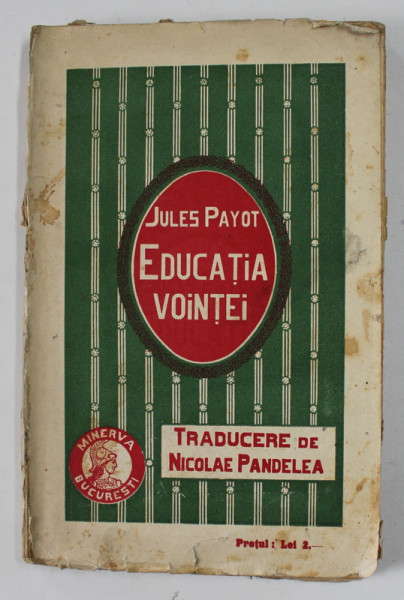 JULES PAYOT
EDUCAȚIA
VOINȚEI
TRADUCERE DE
NICOLAE PANDELEA
MINERVA
BUCUREȘTI
Prețul: Lei 2.—